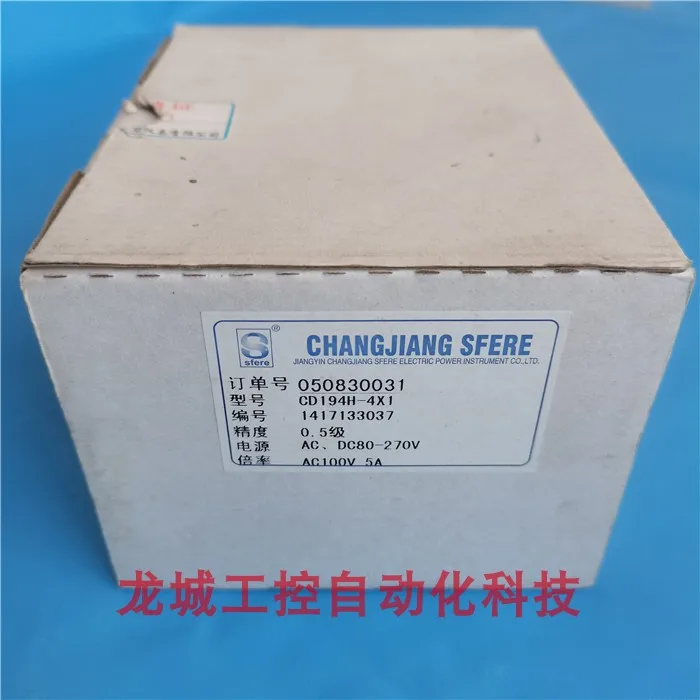 S
sfere
®
CHANGJIANG SFERE
JIANGYIN CHANGJIANG SFERE ELECTRIC POWER INSTRUMENT CO.,LTD.
订单号 050830031
型号 CD194H-4X1
编号 1417133037
精度 0.5级
电源 AC、DC80-270V
倍率 AC100V 5A
龙城工控自动化科技